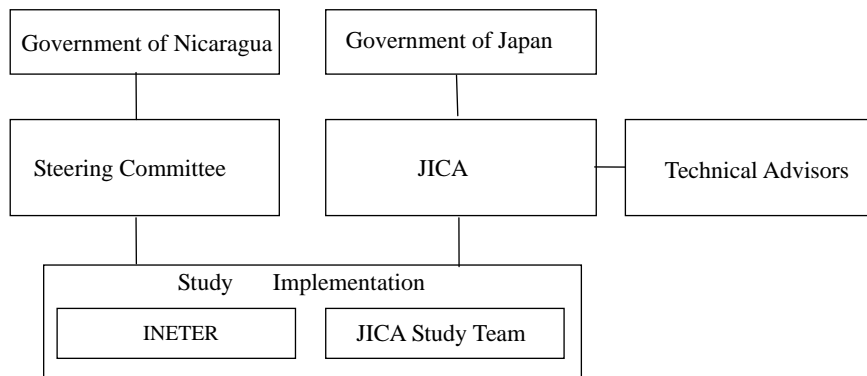 Government of Nicaragua
Government of Japan
Steering Committee
JICA
Technical Advisors
Study Implementation
INETER
JICA Study Team